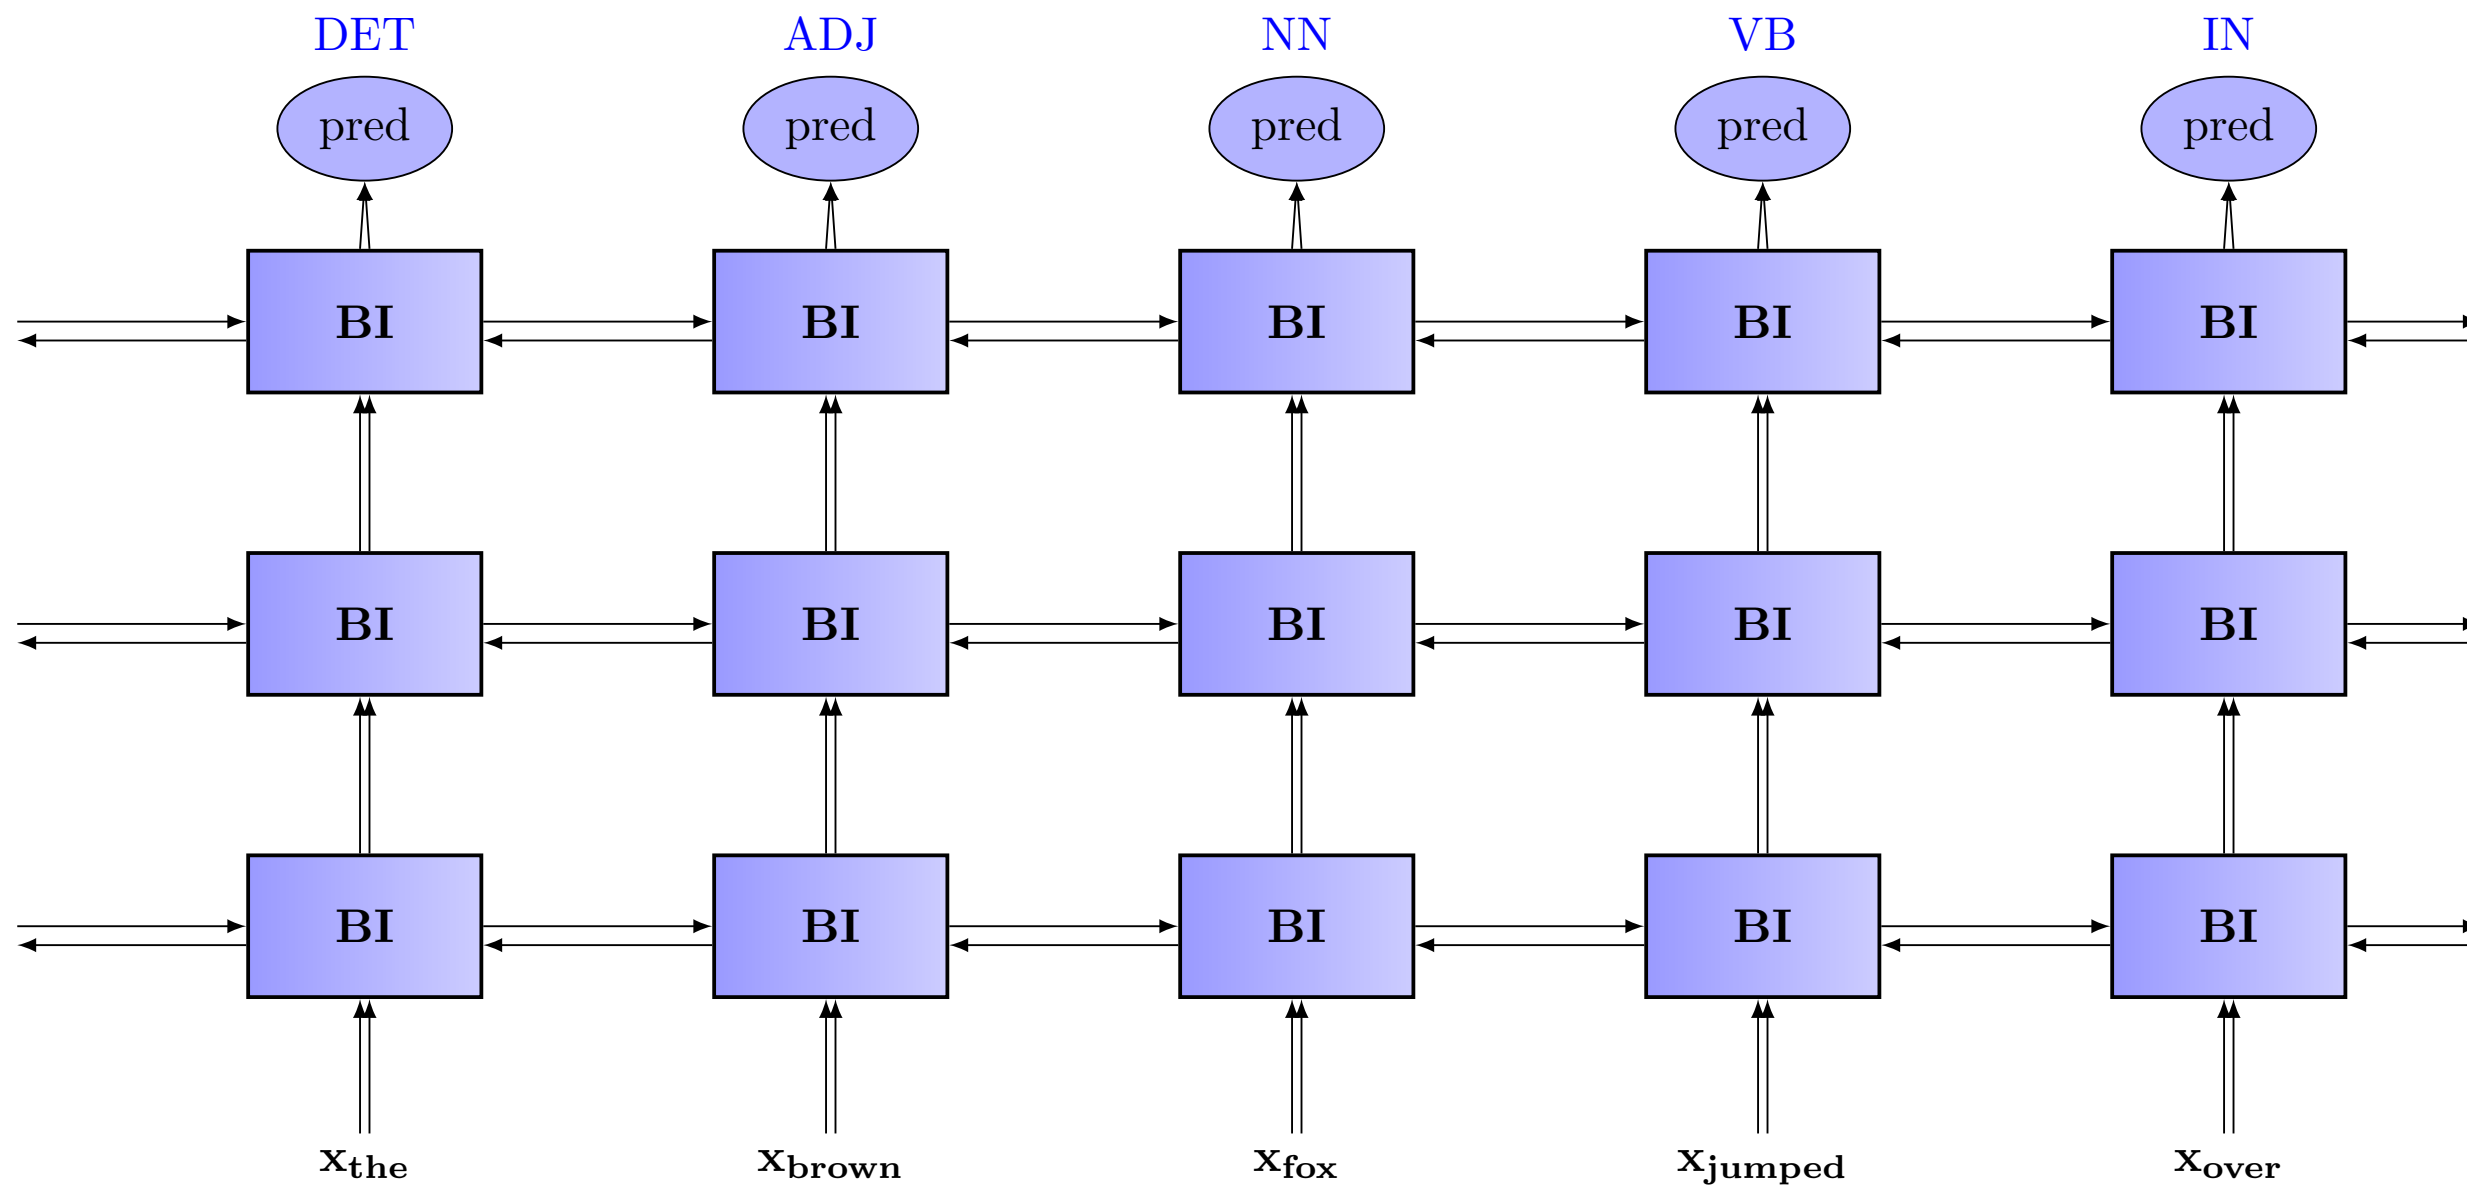 DET ADJ NN VB IN
pred pred pred pred pred
BI BI BI BI BI
BI BI BI BI BI
BI BI BI BI BI
x_the x_brown x_fox x_jumped x_over